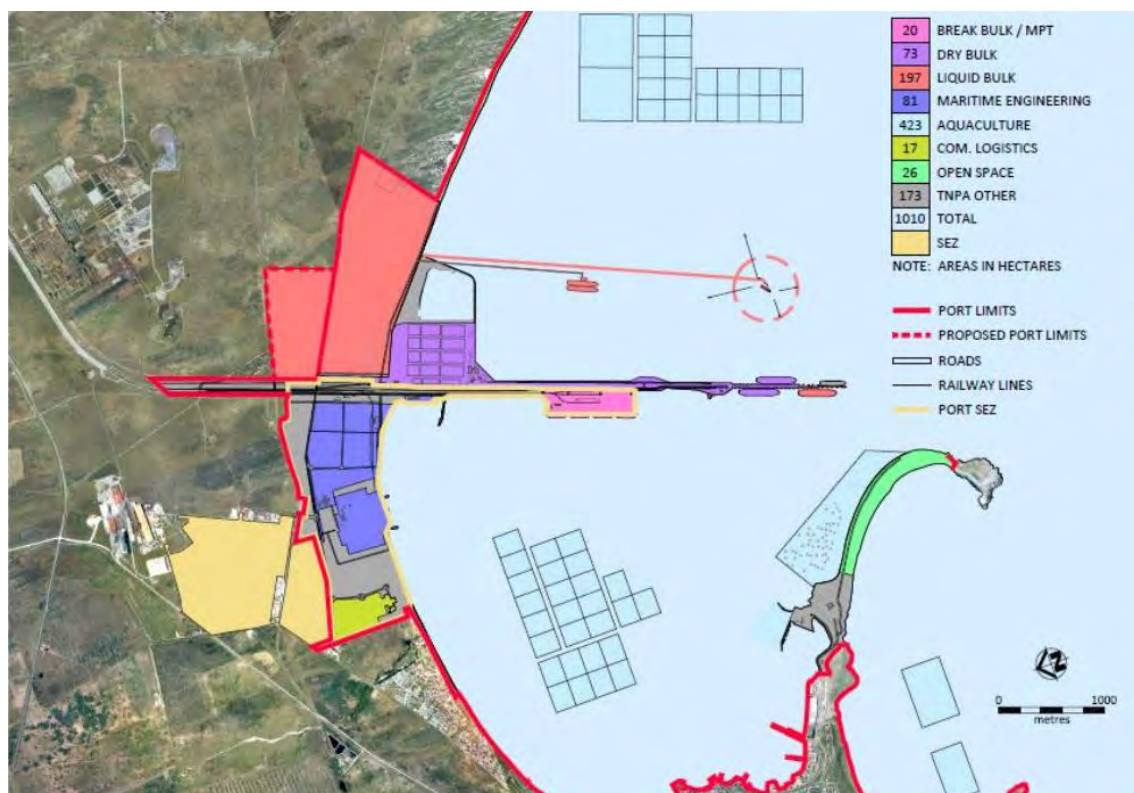 20 BREAK BULK / MPT
73 DRY BULK
197 LIQUID BULK
81 MARITIME ENGINEERING
423 AQUACULTURE
17 COM. LOGISTICS
26 OPEN SPACE
173 TNPA OTHER
1010 TOTAL
SEZ
NOTE: AREAS IN HECTARES
PORT LIMITS
PROPOSED PORT LIMITS
ROADS
RAILWAY LINES
PORT SEZ
N
0 1000
metres